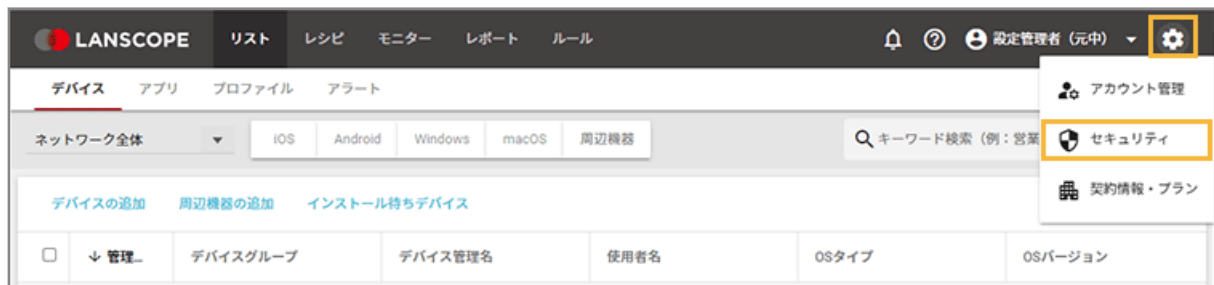 LANSCOPE リスト レシピ モニター レポート ルール 設定管理者（元中）
デバイス アプリ プロファイル アラート
アカウント管理
ネットワーク全体 iOS Android Windows macOS 周辺機器 キーワード検索（例：営業
セキュリティ
契約情報・プラン
デバイスの追加 周辺機器の追加 インストール待ちデバイス
管理... デバイスグループ デバイス管理名 使用者名 OSタイプ OSバージョン